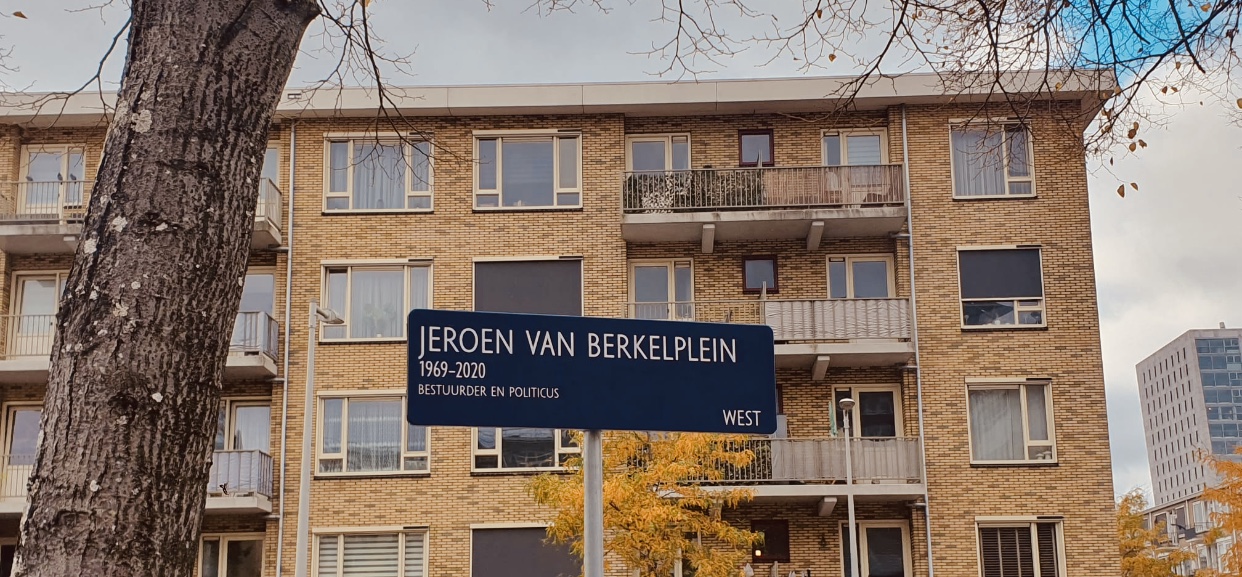 JEROEN VAN BERKELPLEIN
1969-2020
BESTUURDER EN POLITICUS
WEST